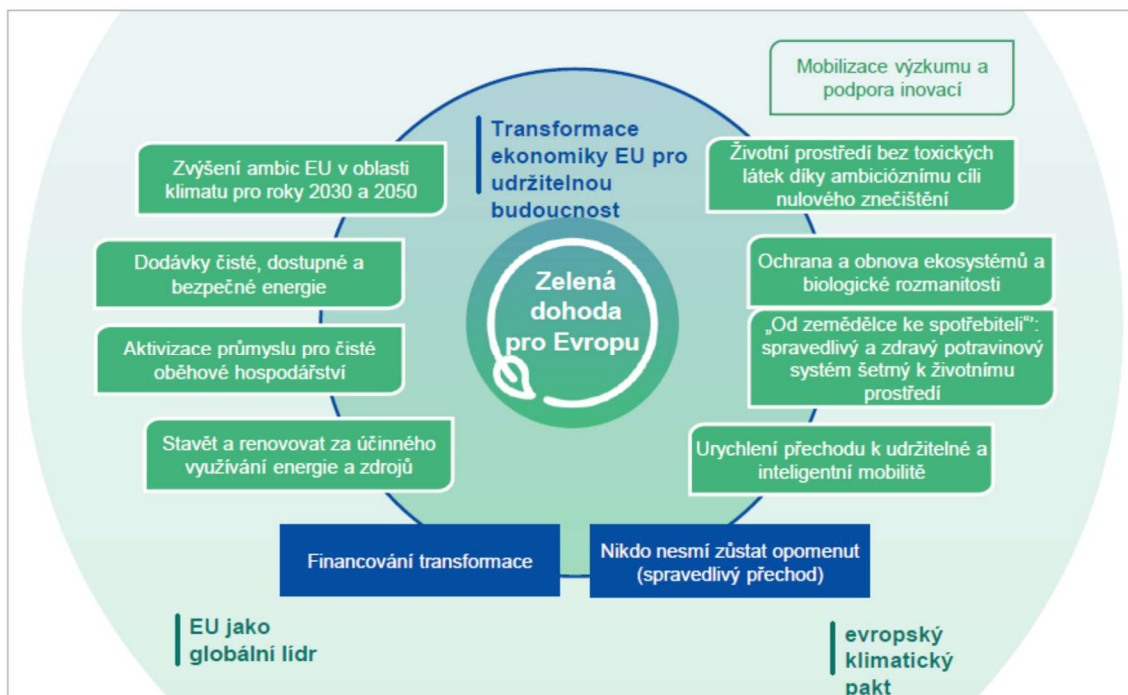 Mobilizace výzkumu a
podpora inovací
Transformace
ekonomiky EU pro
udržitelnou
budoucnost
Zvýšení ambic EU v oblasti
klimatu pro roky 2030 a 2050
Životní prostředí bez toxických
látek díky ambicióznímu cíli
nulového znečištění
Dodávky čisté, dostupné a
bezpečné energie
Zelená
dohoda
pro Evropu
Ochrana a obnova ekosystémů a
biologické rozmanitosti
Aktivizace průmyslu pro čisté
oběhové hospodářství
„Od zemědělce ke spotřebiteli“':
spravedlivý a zdravý potravinový
systém šetrný k životnímu
prostředí
Stavět a renovovat za účinného
využívání energie a zdrojů
Urychlení přechodu k udržitelné a
inteligentní mobilitě
Financování transformace
Nikdo nesmí zůstat opomenut
(spravedlivý přechod)
EU jako
globální lídr
evropský
klimatický
pakt